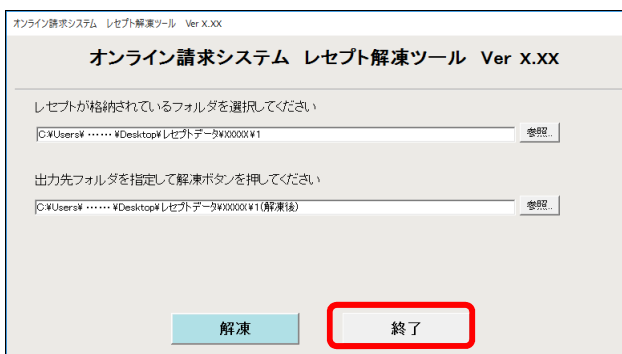 オンライン請求システム　レセプト解凍ツール　Ver X.XX
オンライン請求システム　レセプト解凍ツール　Ver X.XX
レセプトが格納されているフォルダを選択してください
C:¥Users¥ ‥‥‥ ¥Desktop¥レセプトデータ¥XXXXX¥1
参照...
出力先フォルダを指定して解凍ボタンを押してください
C:¥Users¥ ‥‥‥ ¥Desktop¥レセプトデータ¥XXXXX¥1(解凍後)
参照...
解凍
終了